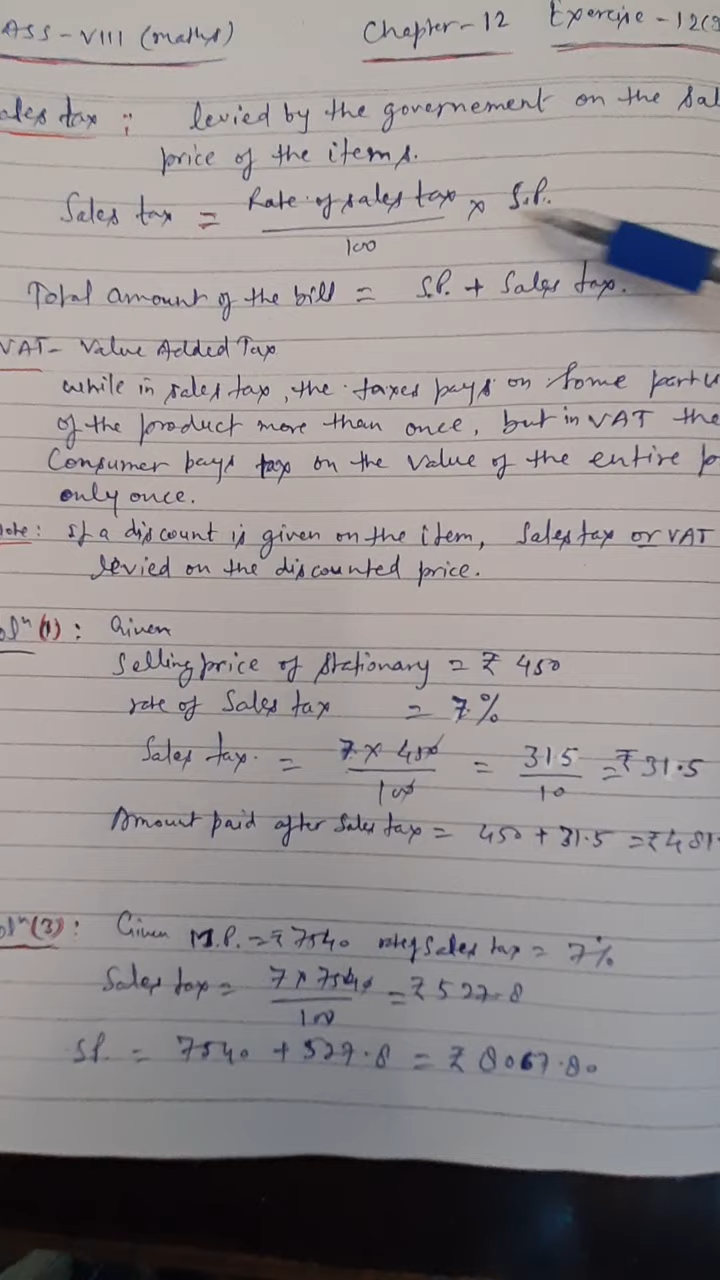 ASS - VIII (maths) Chapter - 12 Exercise - 12(
ales tax : levied by the governement on the sal
price of the items.
Sales tax = Rate of sales tax × S.P.
100
Total amount of the bill = S.P. + Sales tax.
VAT - Value Added Tax
while in sales tax, the taxes pays on some partu
of the product more than once, but in VAT the
Consumer pays tax on the value of the entire p
only once.
Note: If a discount is given on the item, Sales tax or VAT
levied on the discounted price.
olⁿ (1) : Given
Selling price of Stationary = ₹ 450
rate of Sales tax = 7%
Sales tax. = 7 × 450 = 315 = ₹31.5
100 10
Amount paid after Sales tax = 450 + 31.5 = ₹481.
olⁿ (3) : Given M.P. = ₹ 7540 rate of Sales tax = 7%
Sales tax = 7 × 7540 = ₹ 527.8
100
SP. = 7540 + 527.8 = ₹ 8067.80